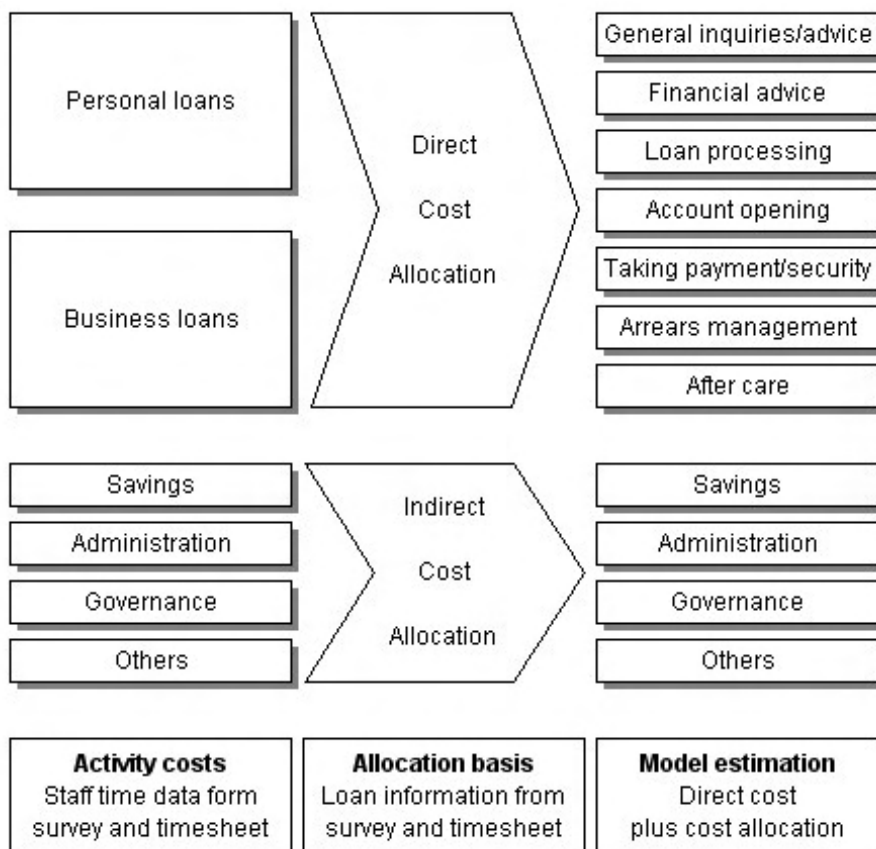 Personal loans
Business loans
Direct
Cost
Allocation
General inquiries/advice
Financial advice
Loan processing
Account opening
Taking payment/security
Arrears management
After care
Savings
Administration
Governance
Others
Indirect
Cost
Allocation
Savings
Administration
Governance
Others
Activity costs
Staff time data form
survey and timesheet
Allocation basis
Loan information from
survey and timesheet
Model estimation
Direct cost
plus cost allocation